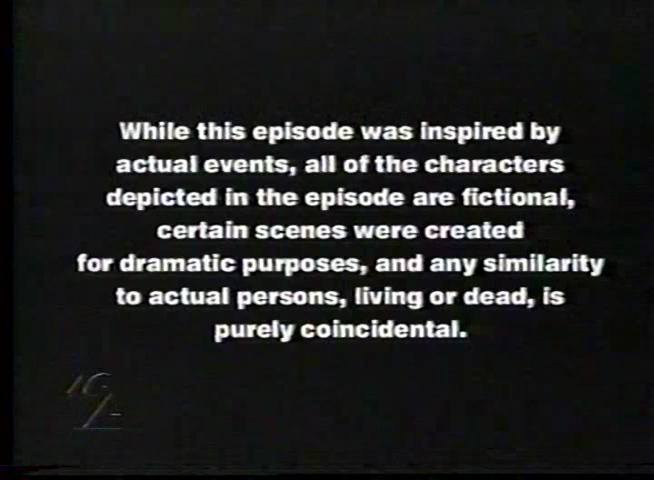 While this episode was inspired by
actual events, all of the characters
depicted in the episode are fictional,
certain scenes were created
for dramatic purposes, and any similarity
to actual persons, living or dead, is
purely coincidental.